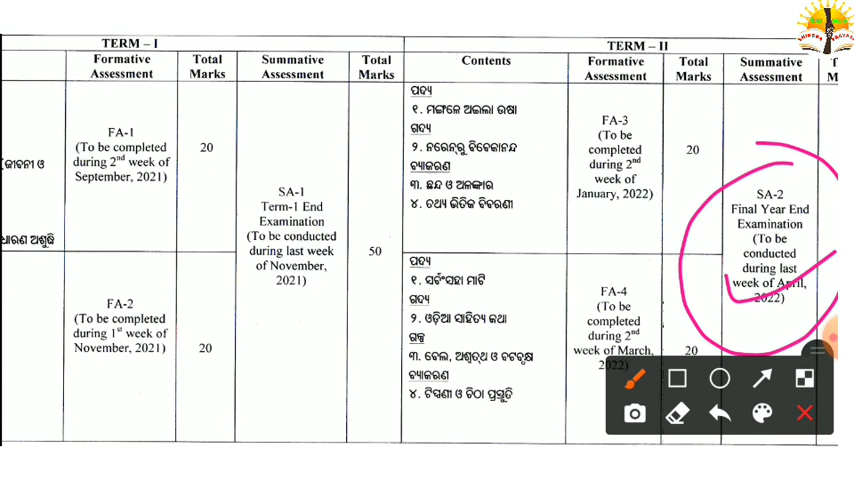 TERM – I
TERM – II
Formative Assessment
Total Marks
Summative Assessment
Total Marks
Contents
Formative Assessment
Total Marks
Summative Assessment
ଜୀବନୀ ଓ
ଧାରଣ ଅଶୁଦ୍ଧି
FA-1
(To be completed
during 2nd week of
September, 2021)
20
FA-2
(To be completed
during 1st week of
November, 2021)
20
SA-1
Term-1 End
Examination
(To be conducted
during last week
of November,
2021)
50
ପଦ୍ୟ
୧. ମଙ୍ଗଳେ ଅଇଲା ଉଷା
ଗଦ୍ୟ
୨. ନରେନ୍ରୁ ବିବେକାନନ୍ଦ
ବ୍ୟାକରଣ
୩. ଛନ୍ଦ ଓ ଅଳଙ୍କାର
୪. ତଥ୍ୟ ଭିତିକ ବିବରଣୀ
FA-3
(To be
completed
during 2nd
week of
January, 2022)
20
ପଦ୍ୟ
୧. ସର୍ବଂସହା ମାଟି
ଗଦ୍ୟ
୨. ଓଡ଼ିଆ ସାହିତ୍ୟ କଥା
ଗଳ୍ପ
୩. ବେଲ, ଅଶ୍ୱତ୍ଥ ଓ ବଟବୃକ୍ଷ
ବ୍ୟାକରଣ
୪. ଟିପ୍ପଣୀ ଓ ଚିଠା ପ୍ରସ୍ତୁତି
FA-4
(To be
completed
during 2nd
week of March,
2022)
20
SA-2
Final Year End
Examination
(To be
conducted
during last
week of April,
2022)